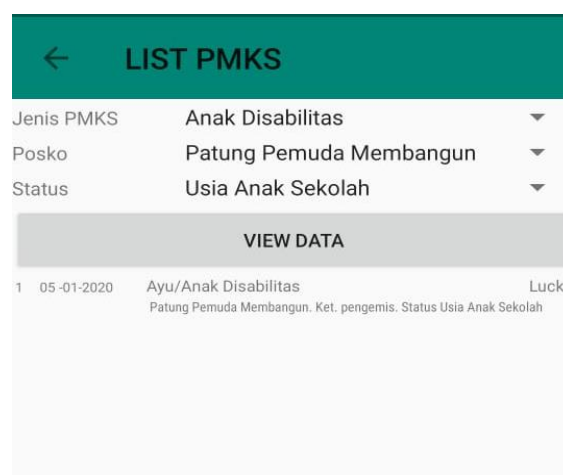 LIST PMKS
Jenis PMKS Anak Disabilitas
Posko Patung Pemuda Membangun
Status Usia Anak Sekolah
VIEW DATA
1 05 -01-2020 Ayu/Anak Disabilitas Luck
Patung Pemuda Membangun. Ket. pengemis. Status Usia Anak Sekolah